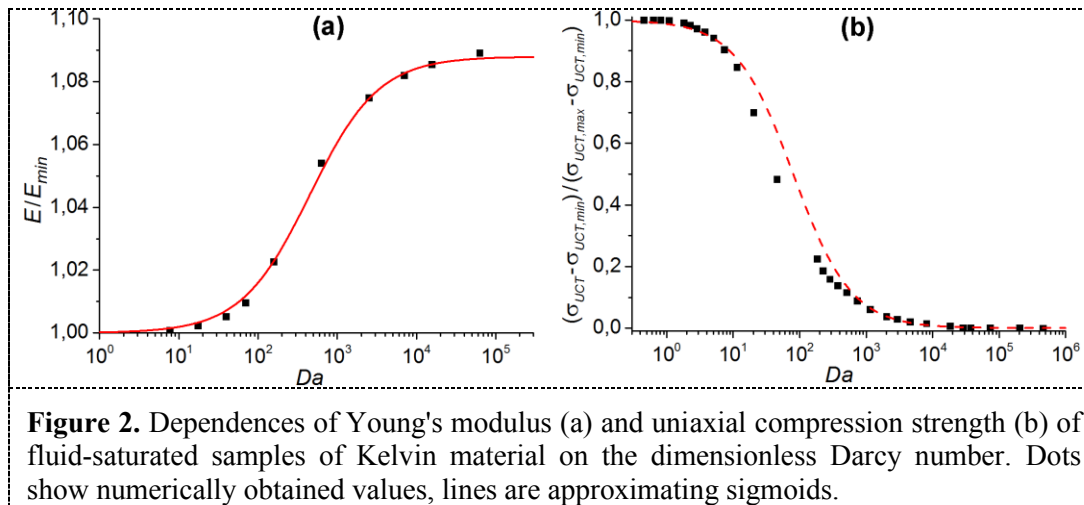 (a)
1,10
1,08
1,06
1,04
1,02
1,00
E/E_min
10^0 10^1 10^2 10^3 10^4 10^5
Da
(b)
1,0
0,8
0,6
0,4
0,2
0,0
(σ_UCT-σ_UCT,min)/(σ_UCT,max-σ_UCT,min)
10^0 10^1 10^2 10^3 10^4 10^5 10^6
Da
Figure 2. Dependences of Young's modulus (a) and uniaxial compression strength (b) of
fluid-saturated samples of Kelvin material on the dimensionless Darcy number. Dots
show numerically obtained values, lines are approximating sigmoids.